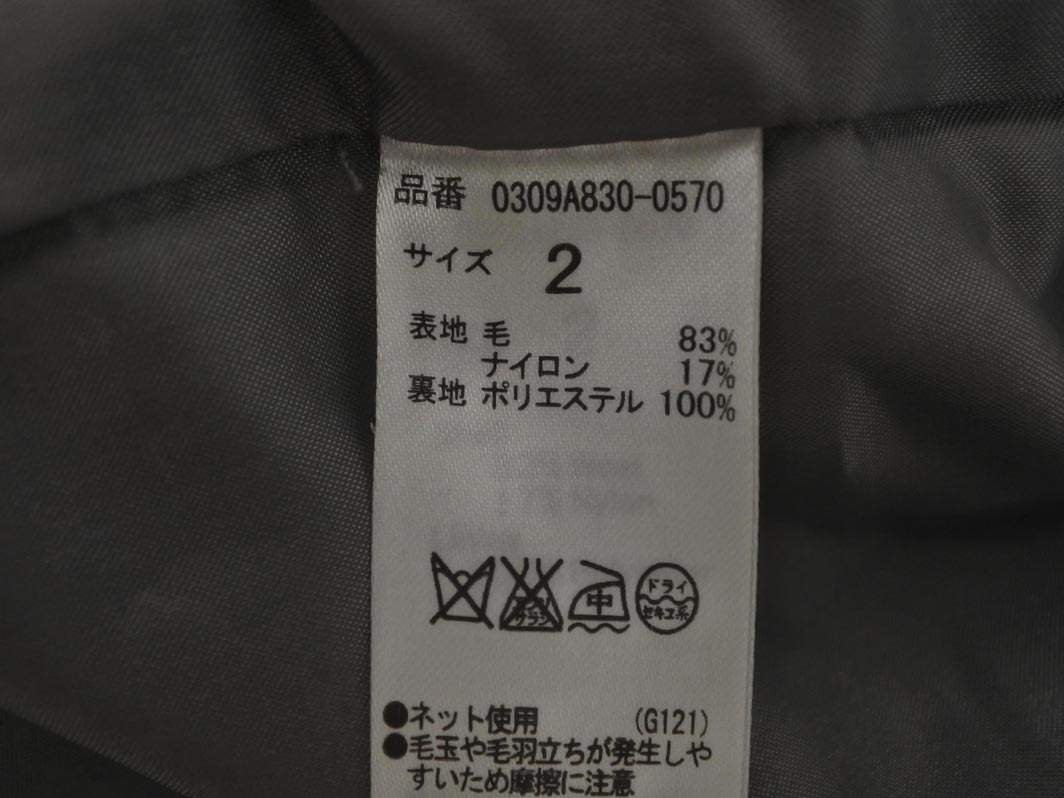 品番 0309A830-0570
サイズ 2
表地 毛 83%
ナイロン 17%
裏地 ポリエステル 100%
中
ドライ
セキユ系
●ネット使用 (G121)
●毛玉や毛羽立ちが発生しや
すいため摩擦に注意